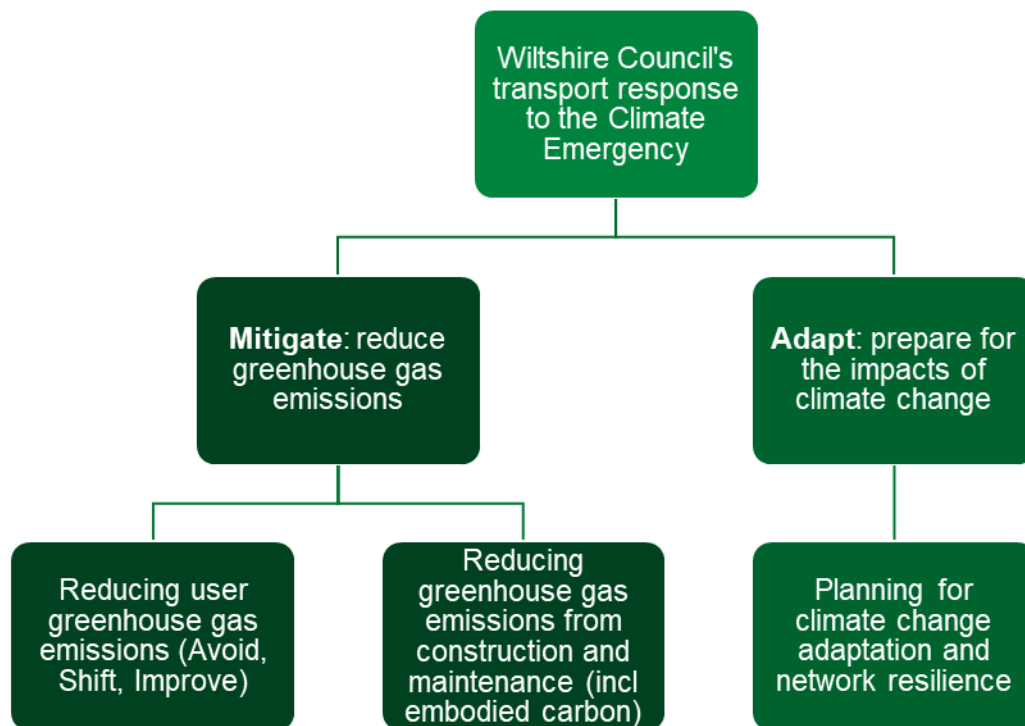 Wiltshire Council's
transport response
to the Climate
Emergency
Mitigate: reduce
greenhouse gas
emissions
Adapt: prepare for
the impacts of
climate change
Reducing user
greenhouse gas
emissions (Avoid,
Shift, Improve)
Reducing
greenhouse gas
emissions from
construction and
maintenance (incl
embodied carbon)
Planning for
climate change
adaptation and
network resilience